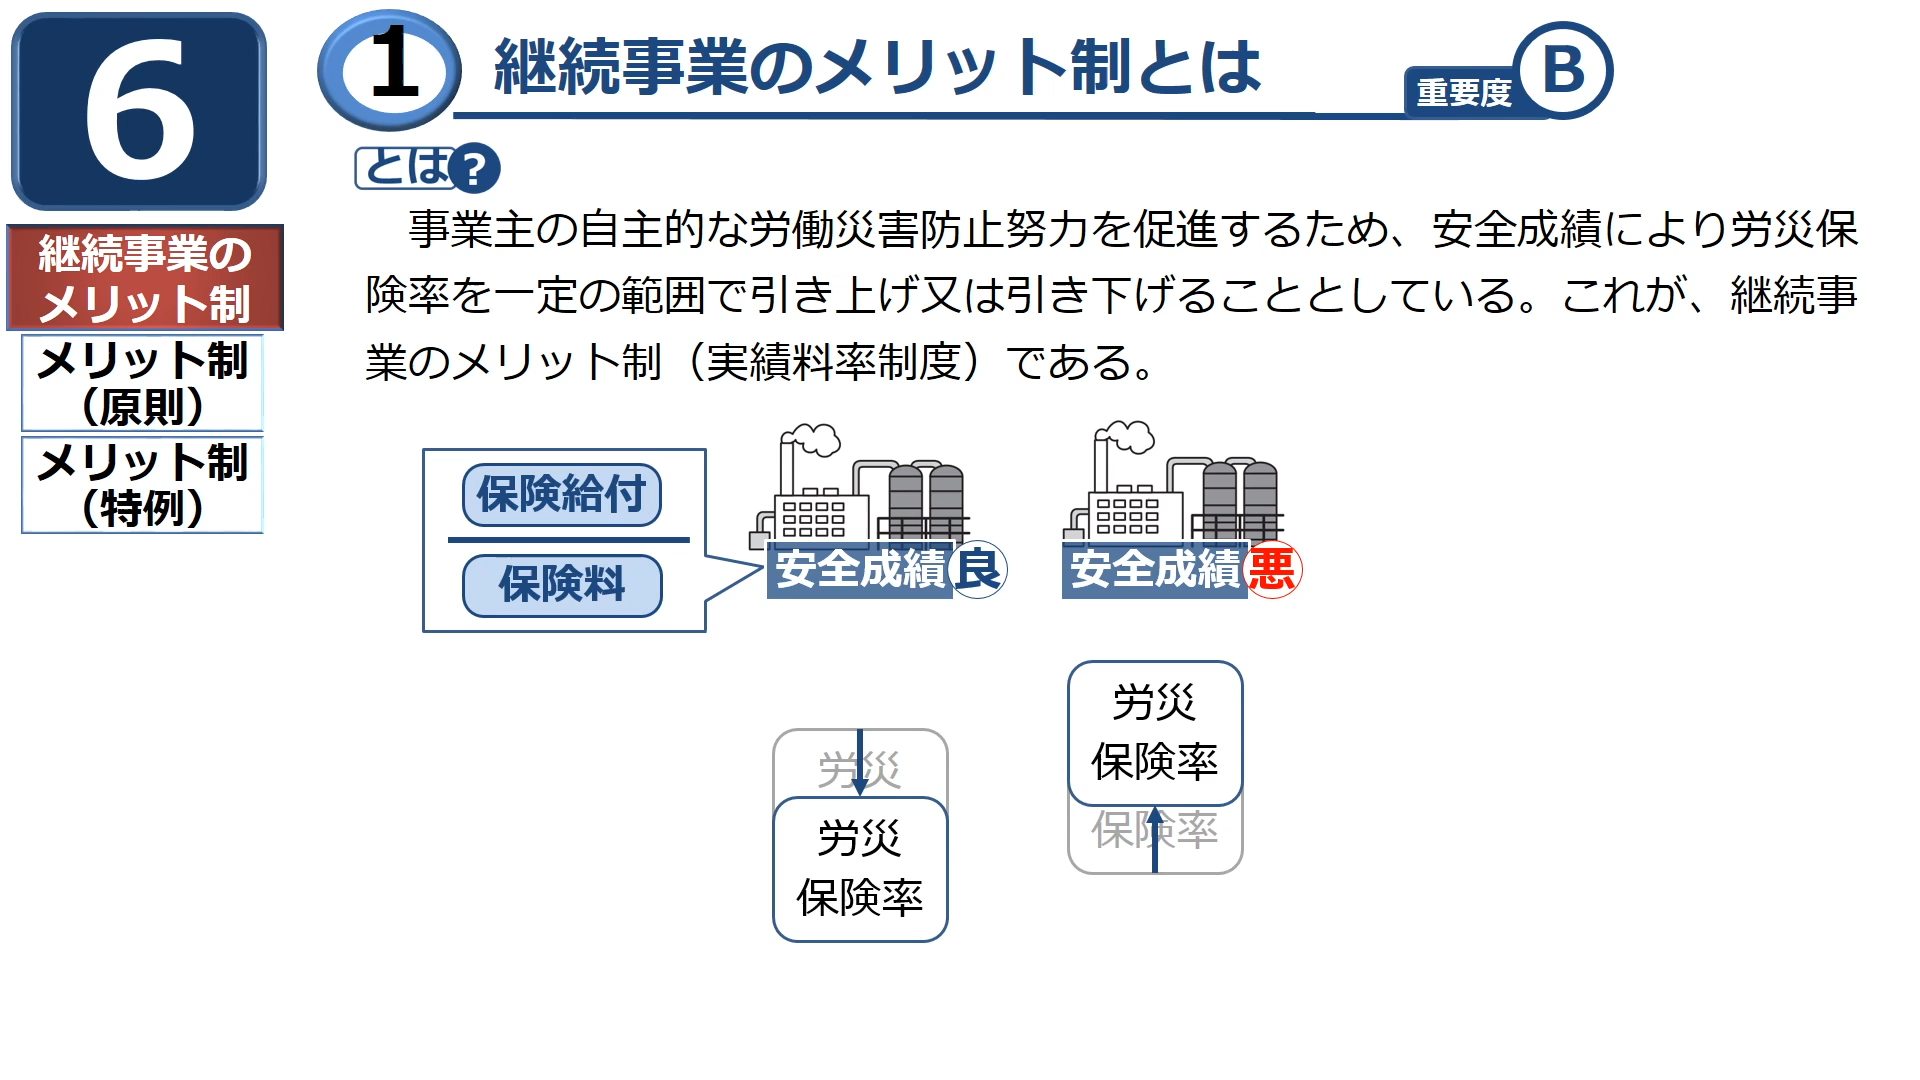 6
継続事業の
メリット制
メリット制
（原則）
メリット制
（特例）
1 継続事業のメリット制とは
重要度 B
とは？
事業主の自主的な労働災害防止努力を促進するため、安全成績により労災保
険率を一定の範囲で引き上げ又は引き下げることとしている。これが、継続事
業のメリット制（実績料率制度）である。
保険給付
保険料
安全成績 良
安全成績 悪
労災
労災
保険率
労災
保険率
保険率